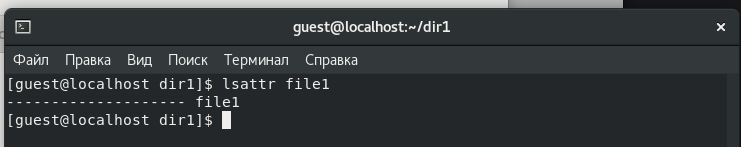 guest@localhost:~/dir1
Файл Правка Вид Поиск Терминал Справка
[guest@localhost dir1]$ lsattr file1
-------------------- file1
[guest@localhost dir1]$